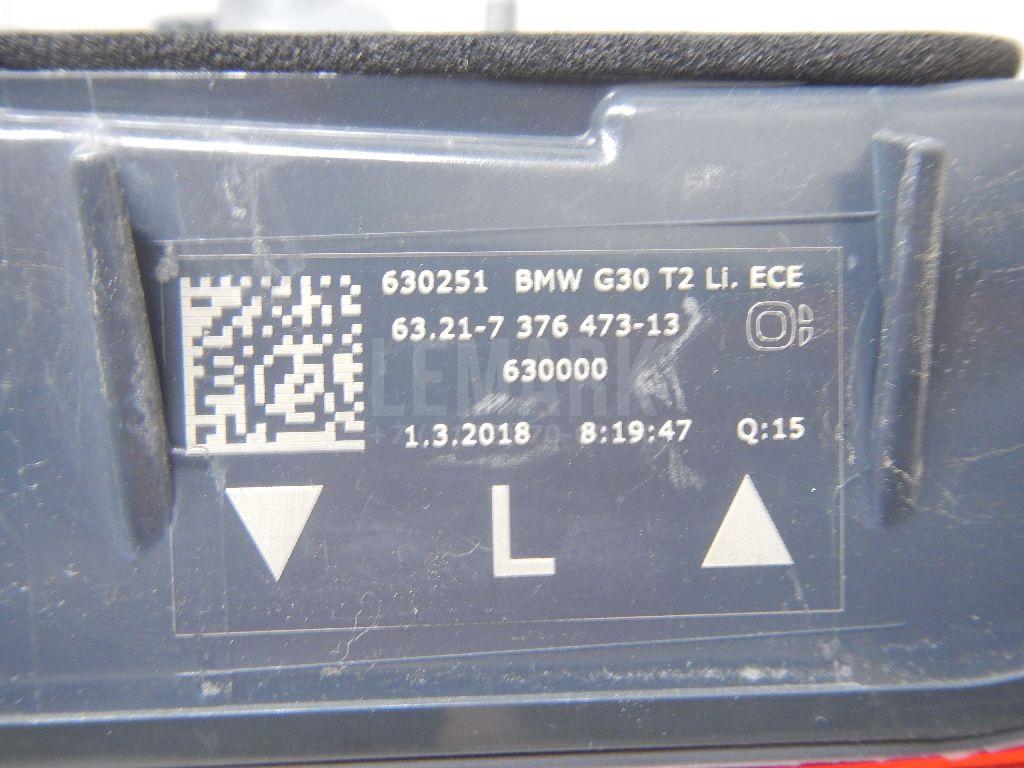 630251 BMW G30 T2 Li. ECE
63.21-7 376 473-13
630000
LEMARK
1.3.2018 8:19:47 Q:15
L